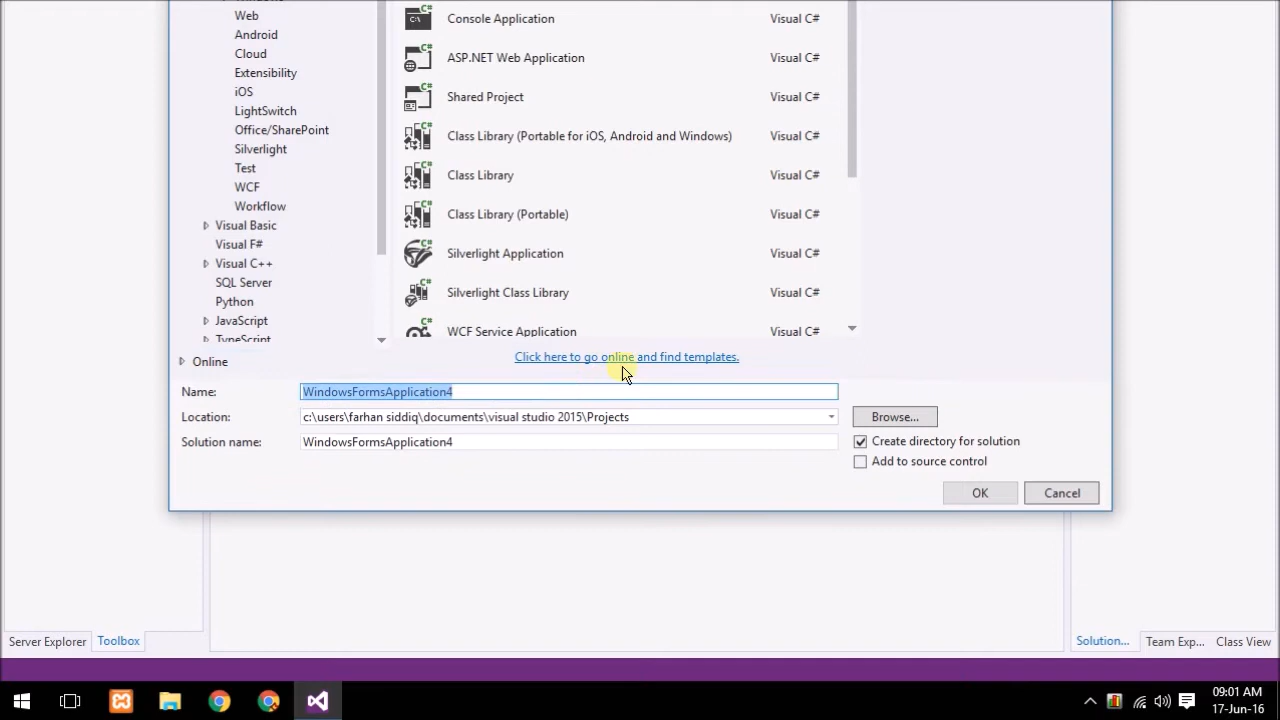 Web
Android
Cloud
Extensibility
iOS
LightSwitch
Office/SharePoint
Silverlight
Test
WCF
Workflow
Visual Basic
Visual F#
Visual C++
SQL Server
Python
JavaScript
TypeScript
Online
Console Application Visual C#
ASP.NET Web Application Visual C#
Shared Project Visual C#
Class Library (Portable for iOS, Android and Windows) Visual C#
Class Library Visual C#
Class Library (Portable) Visual C#
Silverlight Application Visual C#
Silverlight Class Library Visual C#
WCF Service Application Visual C#
Click here to go online and find templates.
Name: WindowsFormsApplication4
Location: c:\users\farhan siddiq\documents\visual studio 2015\Projects
Browse...
Solution name: WindowsFormsApplication4
Create directory for solution
Add to source control
OK Cancel
Server Explorer Toolbox
Solution... Team Exp... Class View
09:01 AM
17-Jun-16